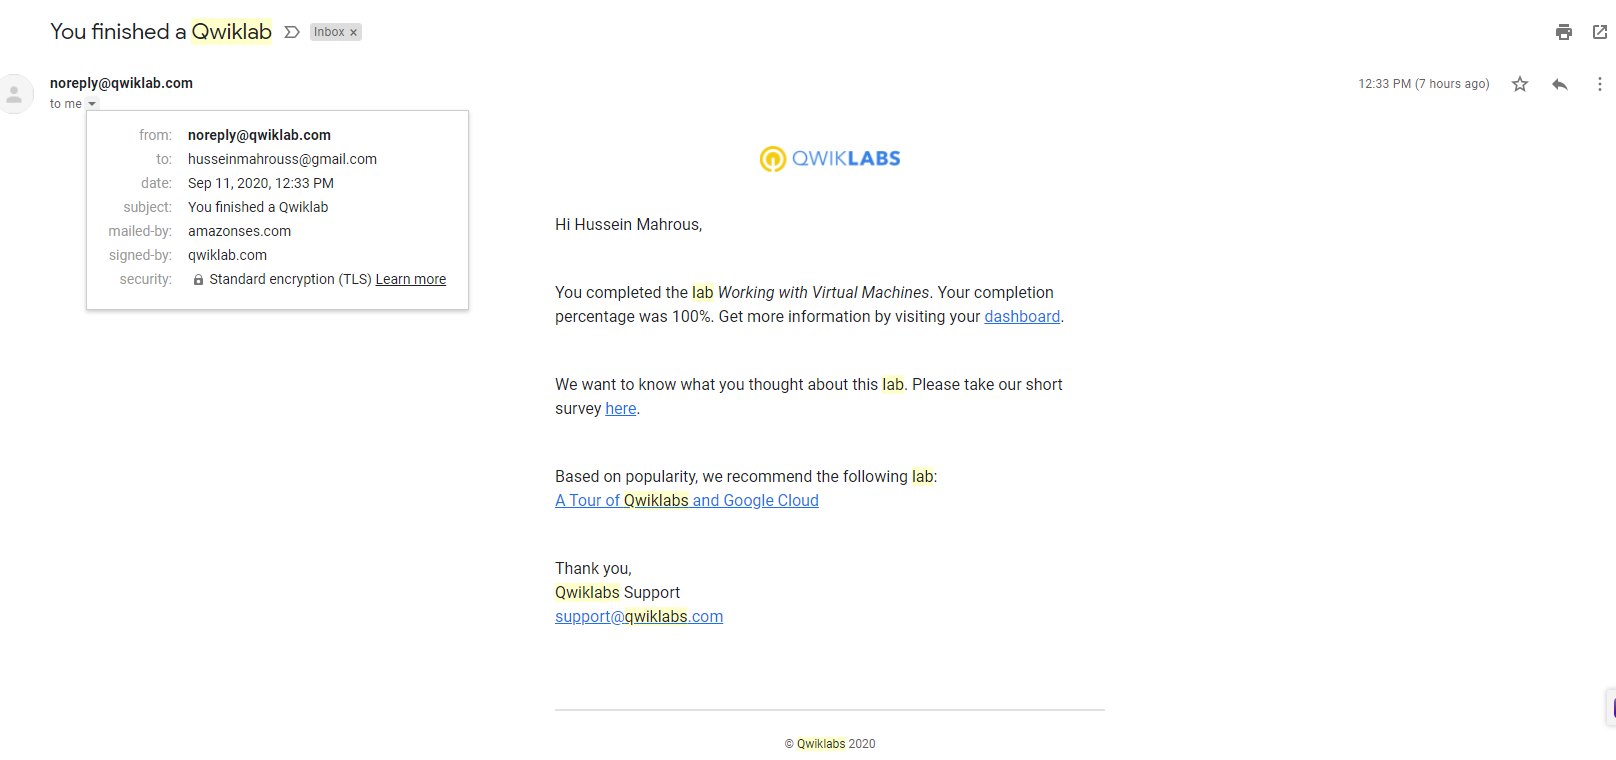 You finished a Qwiklab
Inbox ×
noreply@qwiklab.com
12:33 PM (7 hours ago)
to me
from: noreply@qwiklab.com
to: husseinmahrouss@gmail.com
date: Sep 11, 2020, 12:33 PM
subject: You finished a Qwiklab
mailed-by: amazonses.com
signed-by: qwiklab.com
security: Standard encryption (TLS) Learn more
QWIKLABS
Hi Hussein Mahrous,
You completed the lab Working with Virtual Machines. Your completion
percentage was 100%. Get more information by visiting your dashboard.
We want to know what you thought about this lab. Please take our short
survey here.
Based on popularity, we recommend the following lab:
A Tour of Qwiklabs and Google Cloud
Thank you,
Qwiklabs Support
support@qwiklabs.com
© Qwiklabs 2020